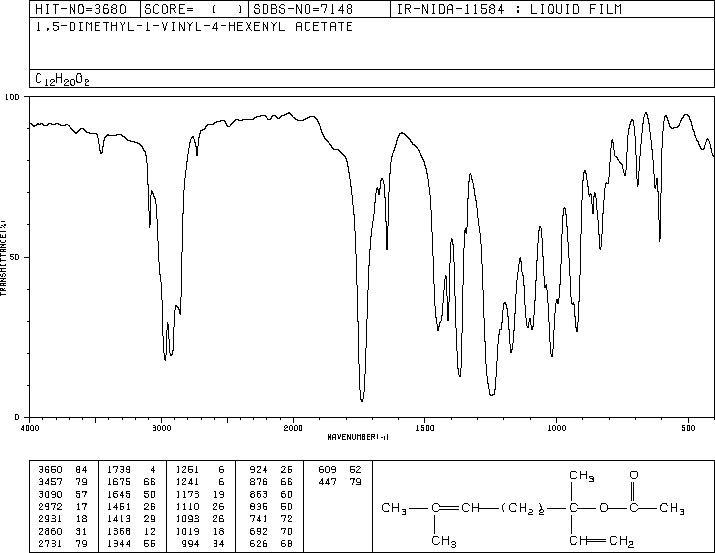 HIT-NO=3680 SCORE= ( ) SDBS-NO=7148 IR-NIDA-11584 : LIQUID FILM
1,5-DIMETHYL-1-VINYL-4-HEXENYL ACETATE
C12H20O2
100
50
0
TRANSMITTANCE(%)
4000 3000 2000 1500 1000 500
WAVENUMBER(-1)
3660 84 1739 4 1251 6 924 25 609 52
3457 79 1675 66 1241 6 876 66 447 79
3090 57 1645 50 1173 19 863 60
2972 17 1451 26 1110 26 835 50
2931 18 1413 29 1093 26 741 72
2860 31 1368 12 1019 18 692 70
2731 79 1344 55 994 34 626 68
CH3 O
CH3 C CH (CH2)2 C O C CH3
CH3 CH CH2